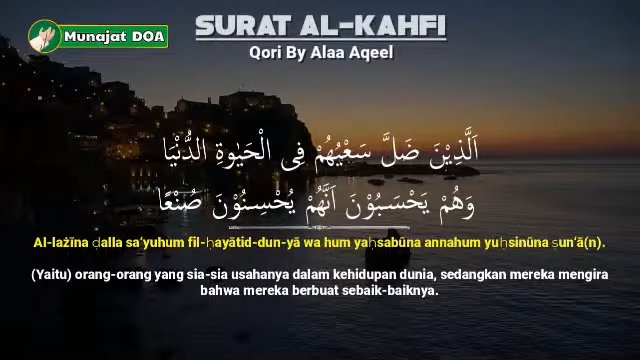 Munajat DOA
SURAT AL-KAHFI
Qori By Alaa Aqeel
اَلَّذِيْنَ ضَلَّ سَعْيُهُمْ فِى الْحَيٰوةِ الدُّنْيَا
وَهُمْ يَحْسَبُوْنَ اَنَّهُمْ يُحْسِنُوْنَ صُنْعًا
Al-lażīna ḍalla sa‘yuhum fil-ḥayātid-dun-yā wa hum yaḥsabūna annahum yuḥsinūna ṣun‘ā(n).
(Yaitu) orang-orang yang sia-sia usahanya dalam kehidupan dunia, sedangkan mereka mengira
bahwa mereka berbuat sebaik-baiknya.